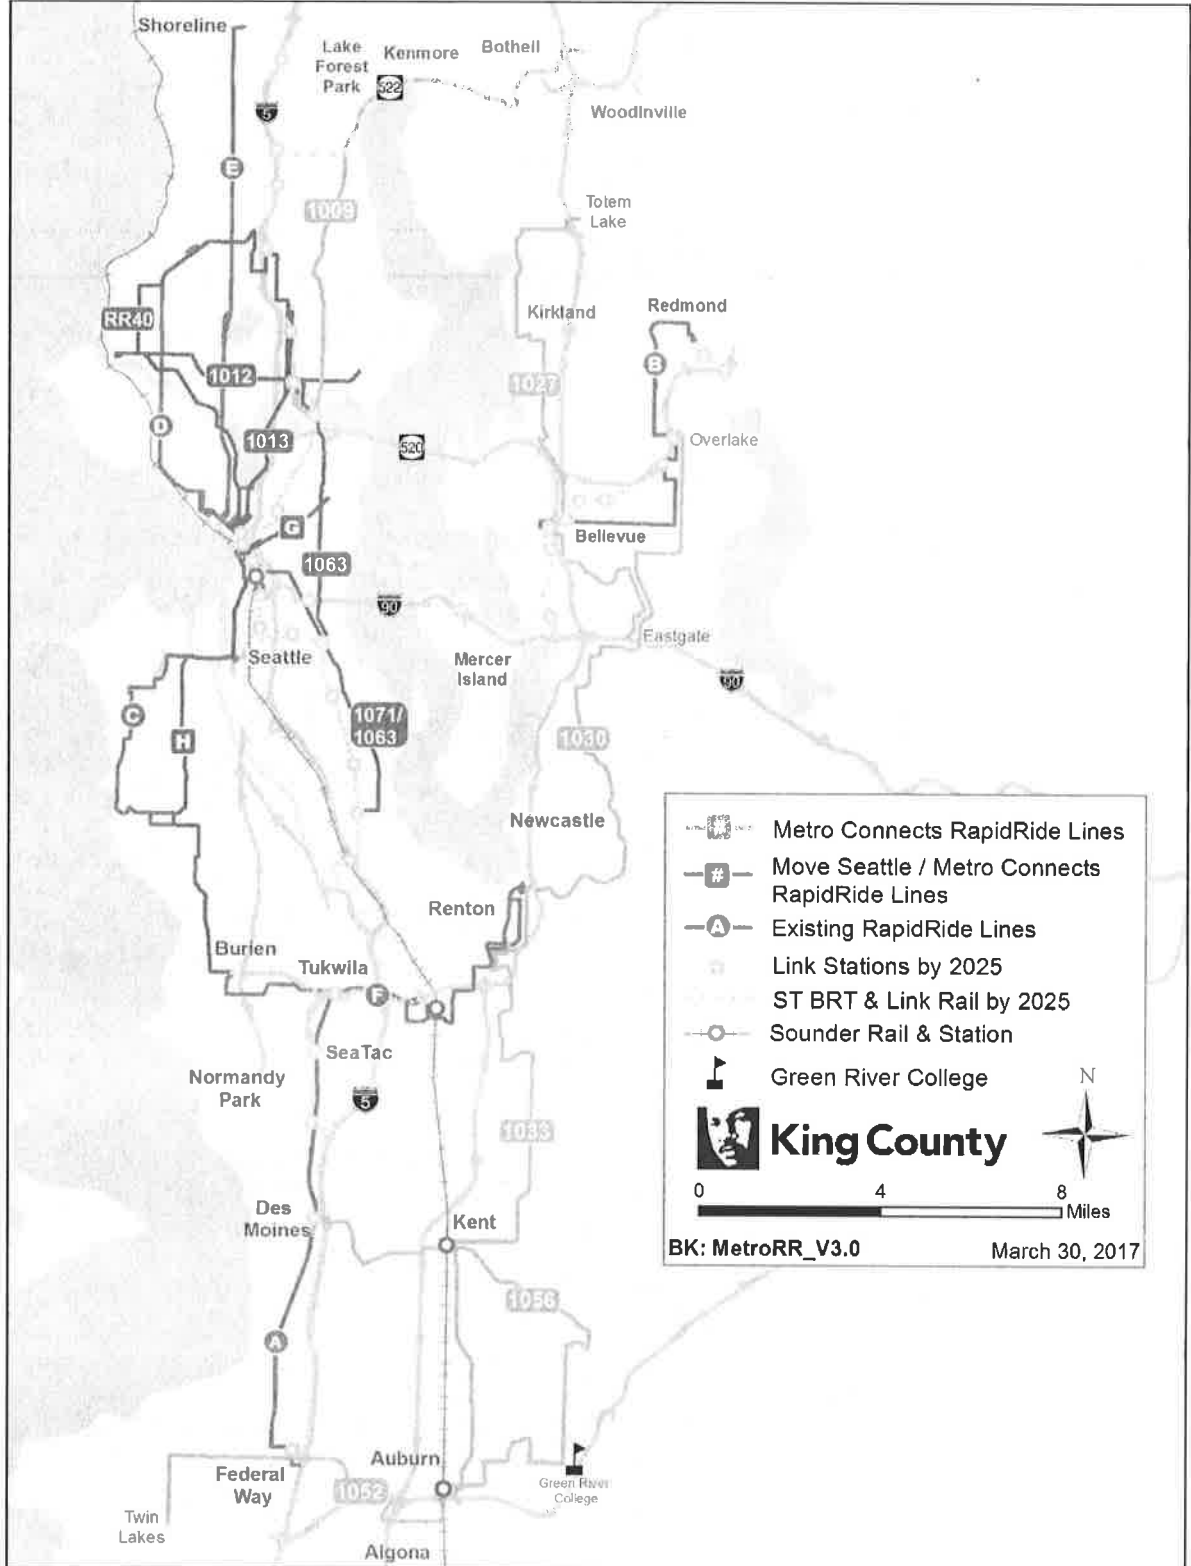 Shoreline
Lake
Forest
Park
Kenmore
Bothell
522
5
Woodinville
E
1009
Totem
Lake
RR40
Kirkland
Redmond
B
1012
1027
D
1013
520
Overlake
G
Bellevue
1063
90
Eastgate
Seattle
Mercer
Island
90
C
H
1071/
1063
1030
Newcastle
Renton
Burien
Tukwila
F
SeaTac
Normandy
Park
5
1033
Des
Moines
Kent
1056
A
Auburn
Federal
Way
1052
Green River
College
Twin
Lakes
Algona
# Metro Connects RapidRide Lines
# Move Seattle / Metro Connects
RapidRide Lines
A Existing RapidRide Lines
Link Stations by 2025
ST BRT & Link Rail by 2025
Sounder Rail & Station
Green River College
N
King County
0 4 8
Miles
BK: MetroRR_V3.0 March 30, 2017